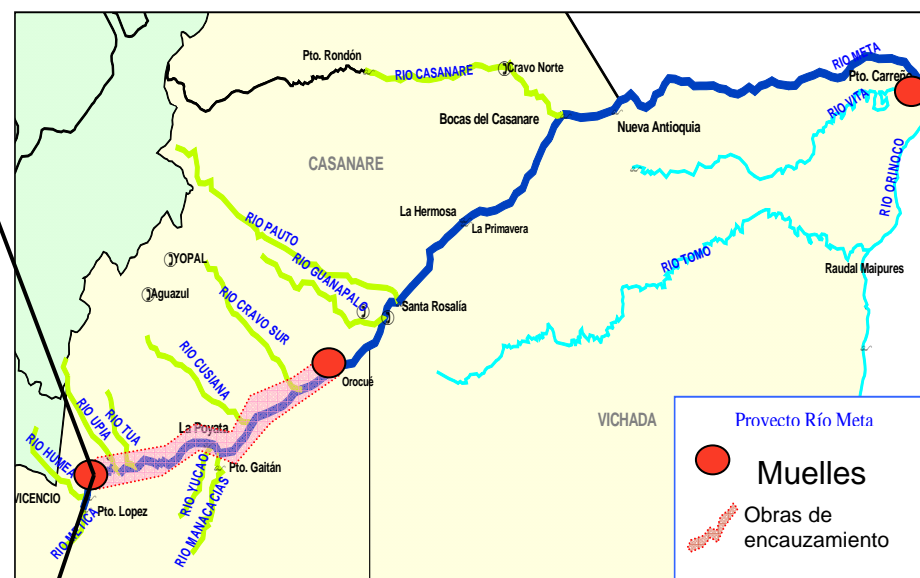 RIO META
Pto. Rondón
RIO CASANARE
Cravo Norte
Pto. Carreño
RIO VITA
Bocas del Casanare
Nueva Antioquia
CASANARE
RIO ORINOCO
La Hermosa
La Primavera
RIO PAUTO
RIO GUANAPALO
YOPAL
RIO TOMO
Raudal Maipures
Aguazul
RIO CRAVO SUR
Santa Rosalía
RIO CUSIANA
Orocué
RIO UPIA
RIO TUA
La Poyata
VICHADA
Proyecto Río Meta
RIO HUMEA
Pto. Gaitán
RIO YUCAO
Muelles
VICENCIO
Pto. Lopez
RIO METICA
RIO MANACACIAS
Obras de
encauzamiento